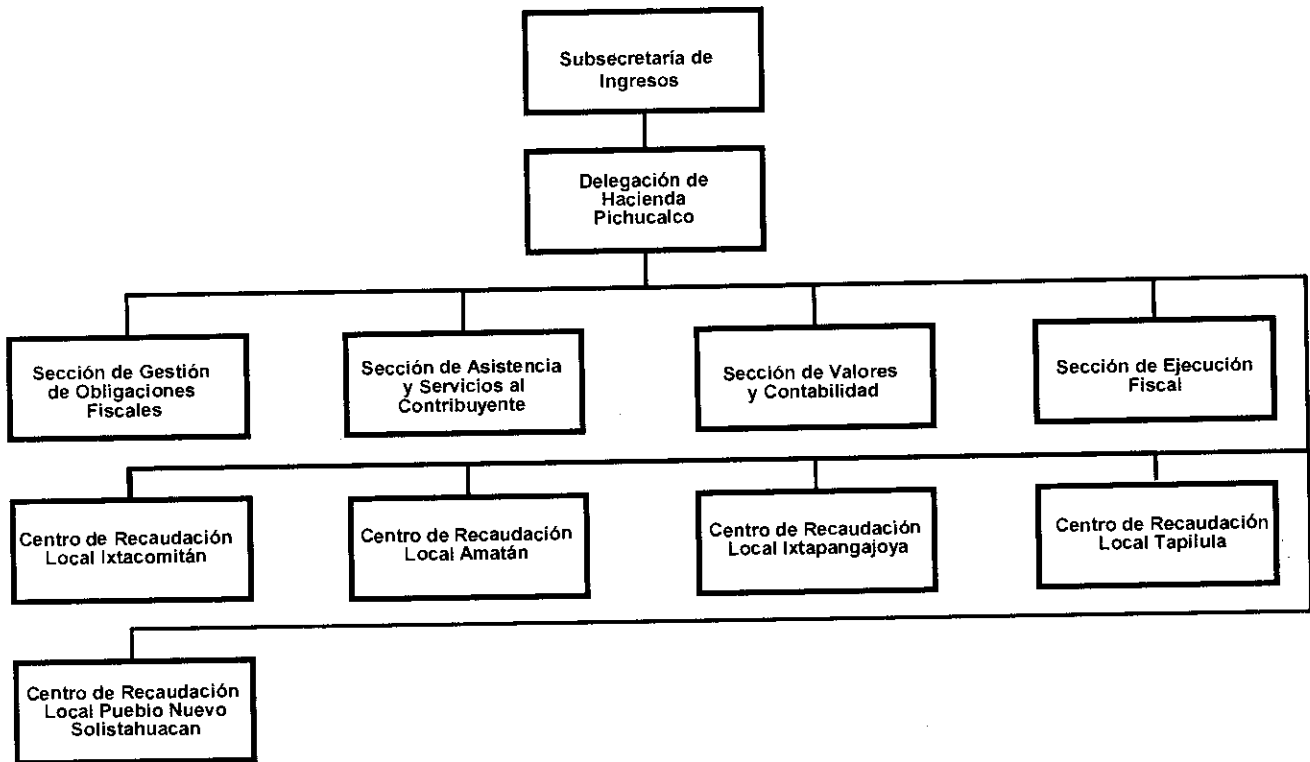 Subsecretaría de
Ingresos
Delegación de
Hacienda
Pichucalco
Sección de Gestión
de Obligaciones
Fiscales
Sección de Asistencia
y Servicios al
Contribuyente
Sección de Valores
y Contabilidad
Sección de Ejecución
Fiscal
Centro de Recaudación
Local Ixtacomitán
Centro de Recaudación
Local Amatán
Centro de Recaudación
Local Ixtapangajoya
Centro de Recaudación
Local Tapilula
Centro de Recaudación
Local Pueblo Nuevo
Solistahuacan